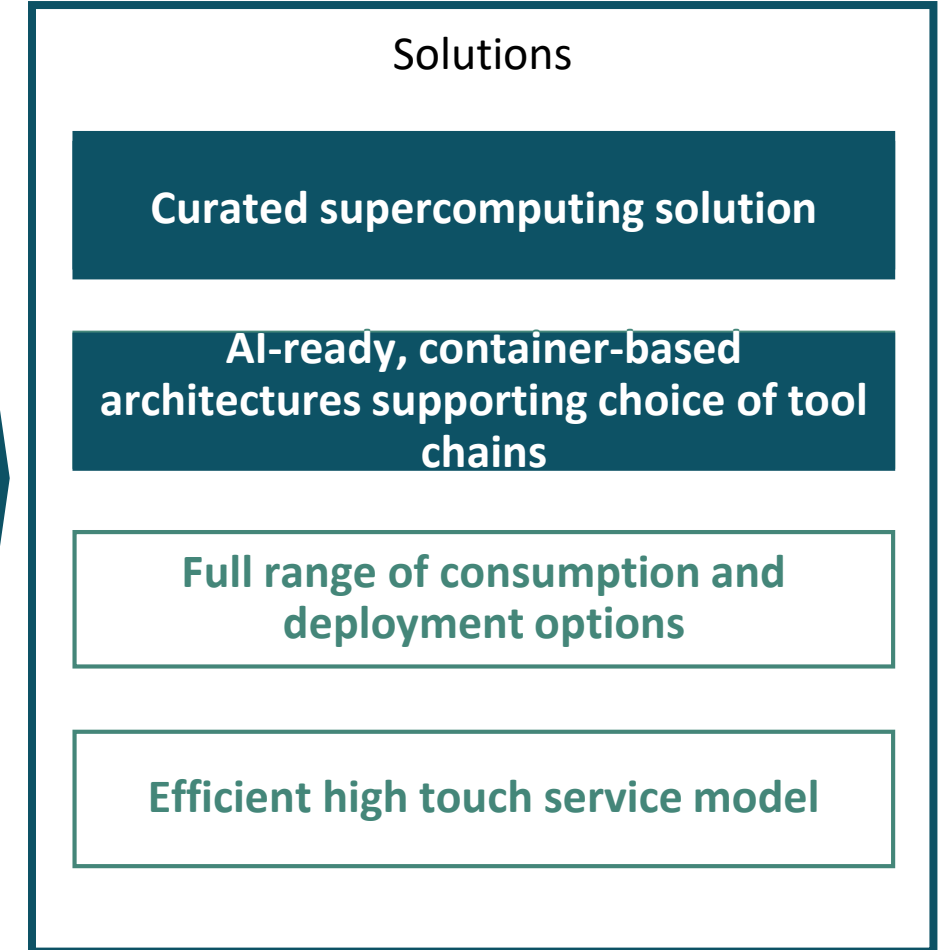 Solutions
Curated supercomputing solution
AI-ready, container-based
architectures supporting choice of tool
chains
Full range of consumption and
deployment options
Efficient high touch service model